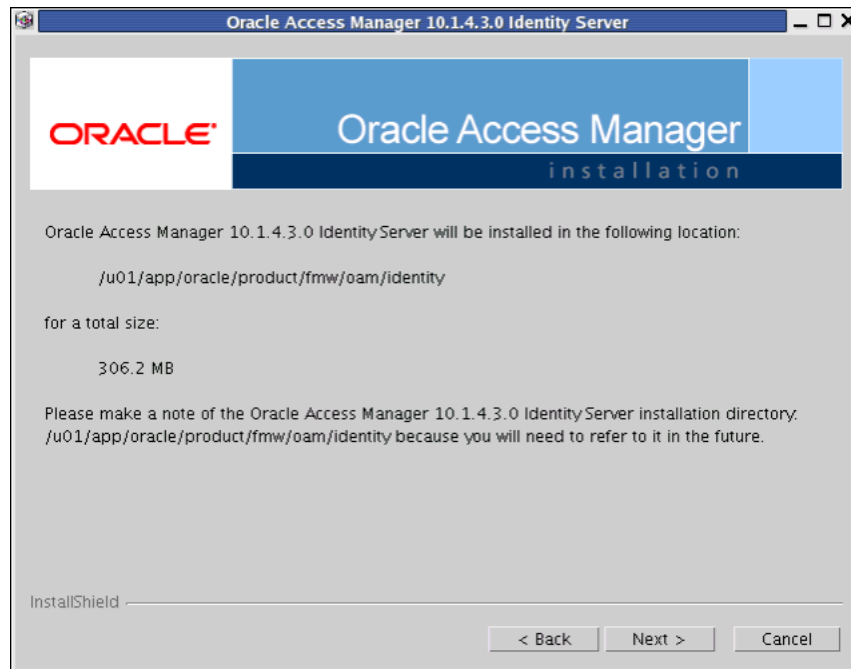 Oracle Access Manager 10.1.4.3.0 Identity Server
ORACLE
Oracle Access Manager
installation
Oracle Access Manager 10.1.4.3.0 Identity Server will be installed in the following location:
/u01/app/oracle/product/fmw/oam/identity
for a total size:
306.2 MB
Please make a note of the Oracle Access Manager 10.1.4.3.0 Identity Server installation directory:
/u01/app/oracle/product/fmw/oam/identity because you will need to refer to it in the future.
InstallShield
< Back Next > Cancel